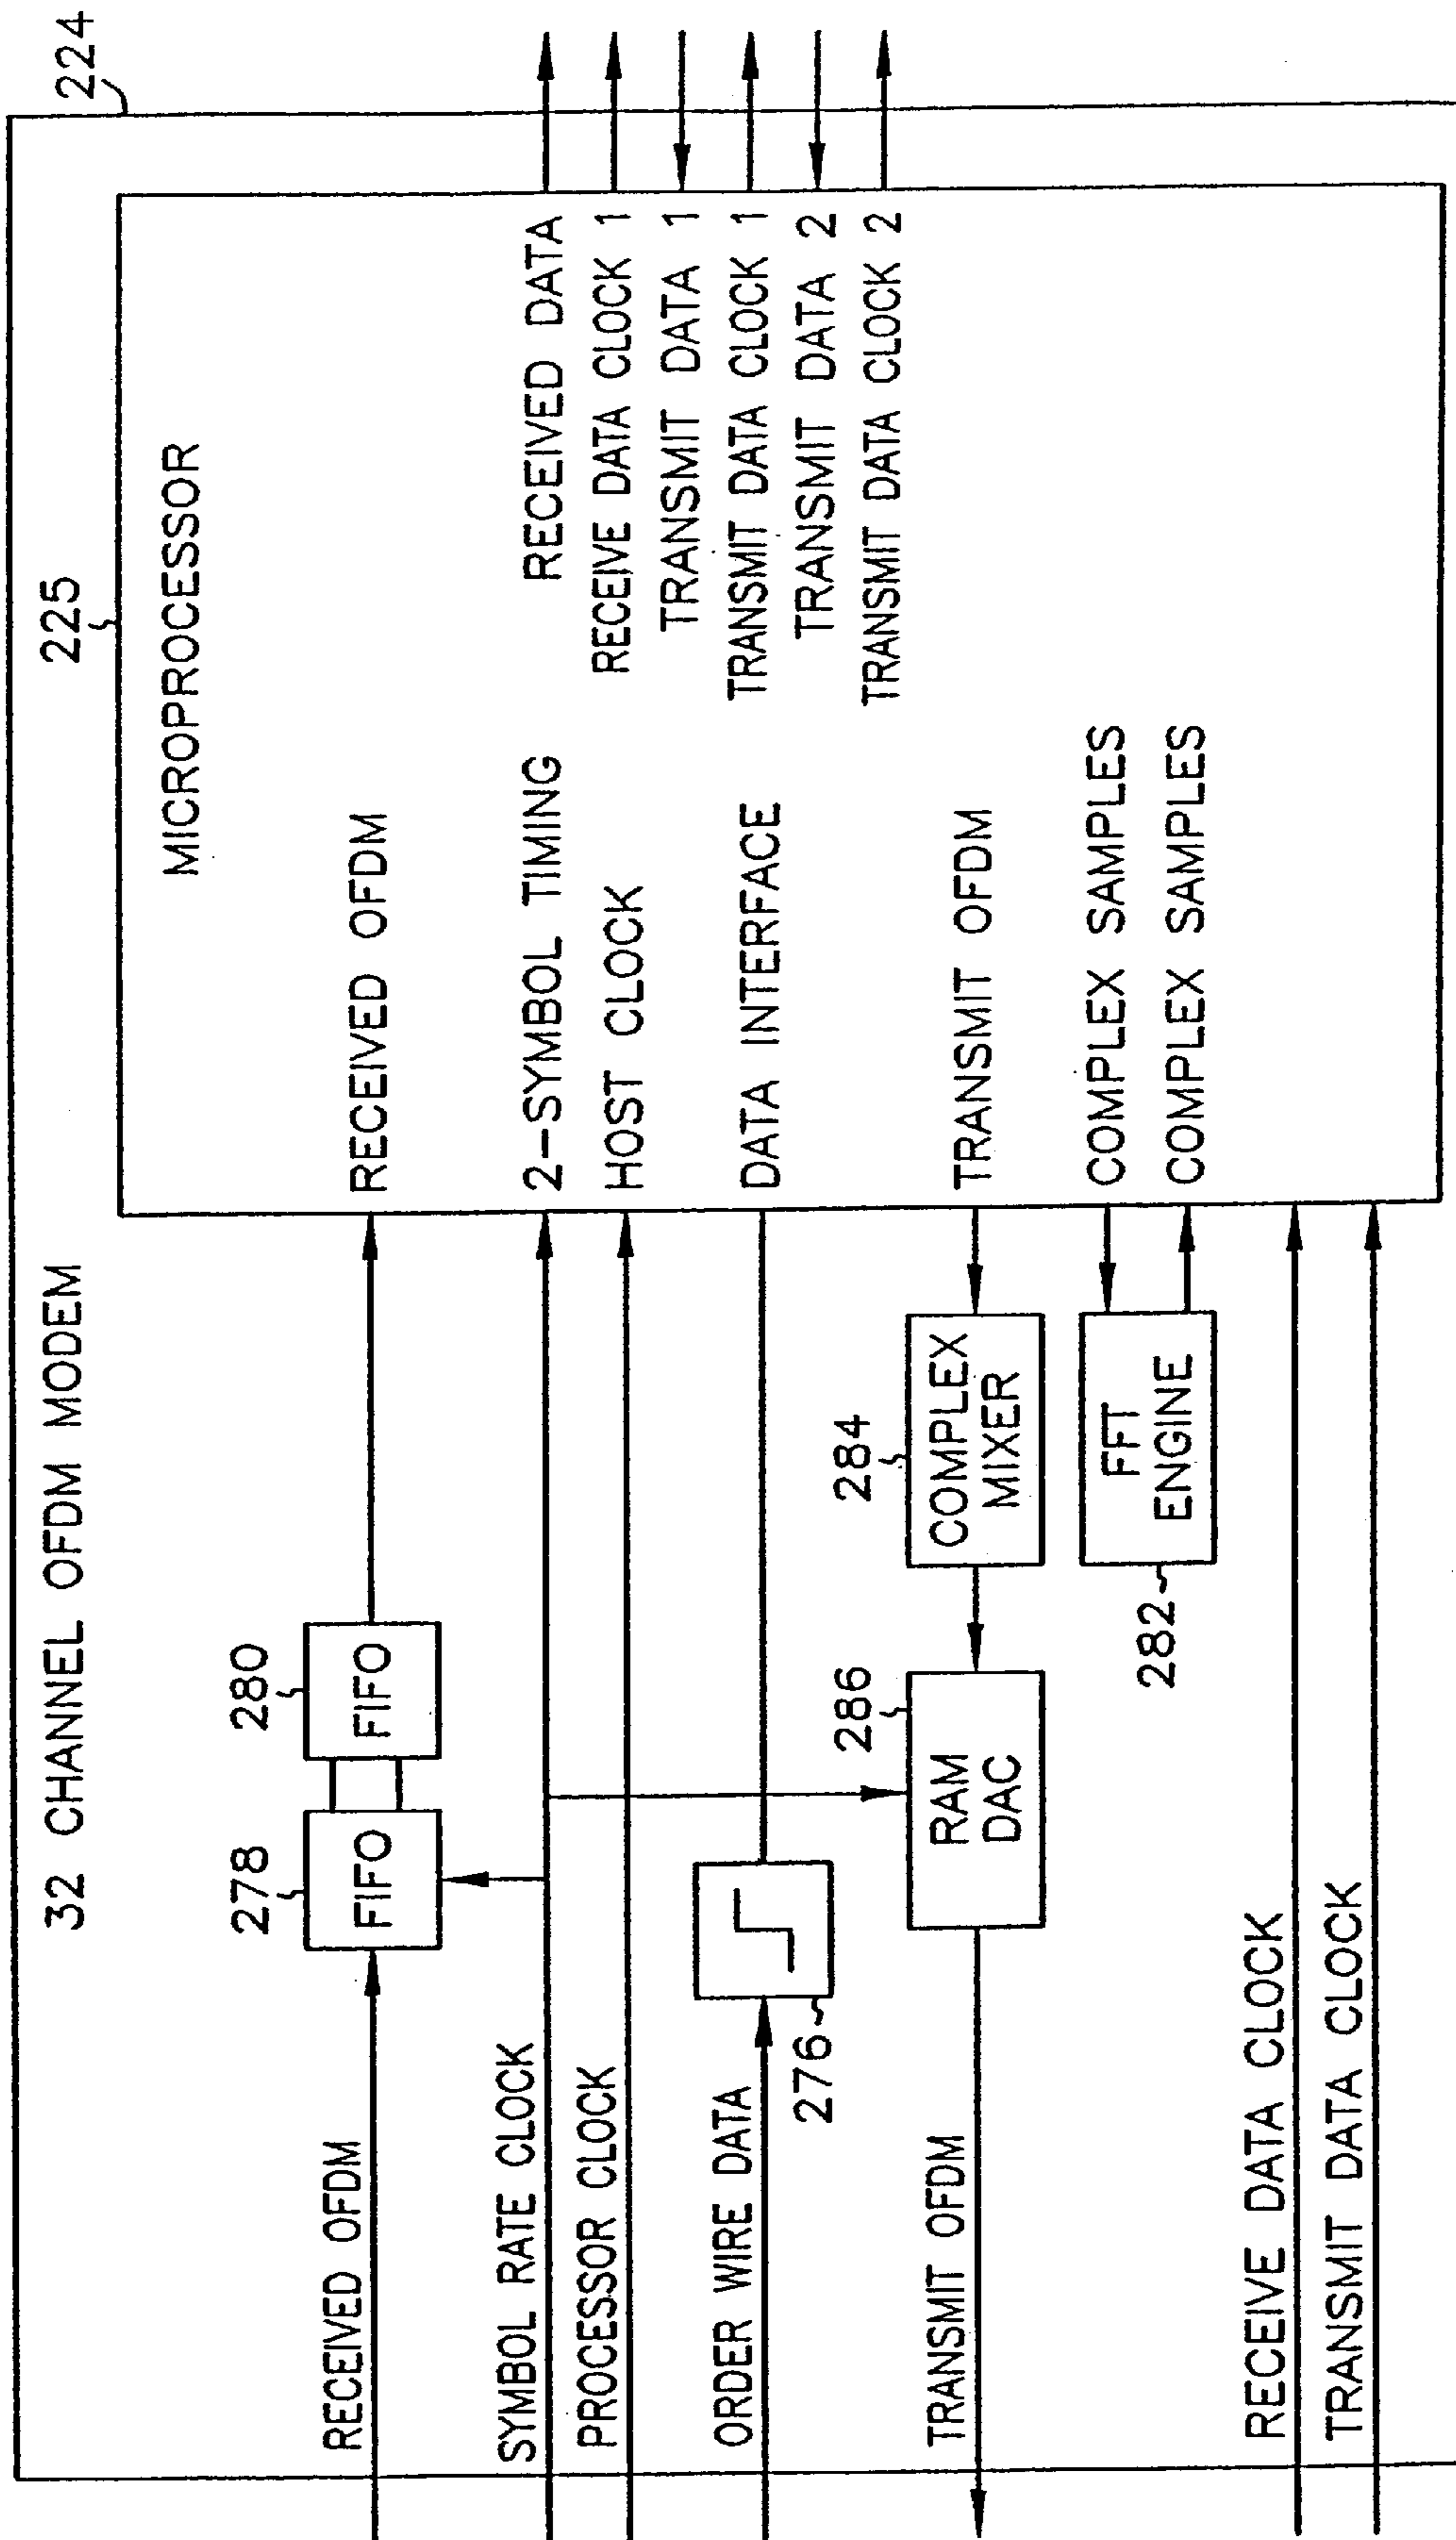 32 CHANNEL OFDM MODEM
224
225
MICROPROCESSOR
278
280
RECEIVED OFDM
FIFO
FIFO
RECEIVED OFDM
SYMBOL RATE CLOCK
2-SYMBOL TIMING
RECEIVED DATA
PROCESSOR CLOCK
HOST CLOCK
RECEIVE DATA CLOCK 1
TRANSMIT DATA 1
ORDER WIRE DATA
276
DATA INTERFACE
TRANSMIT DATA CLOCK 1
TRANSMIT DATA 2
TRANSMIT DATA CLOCK 2
286
284
TRANSMIT OFDM
RAM
DAC
COMPLEX
MIXER
TRANSMIT OFDM
282
FFT
ENGINE
COMPLEX SAMPLES
COMPLEX SAMPLES
RECEIVE DATA CLOCK
TRANSMIT DATA CLOCK